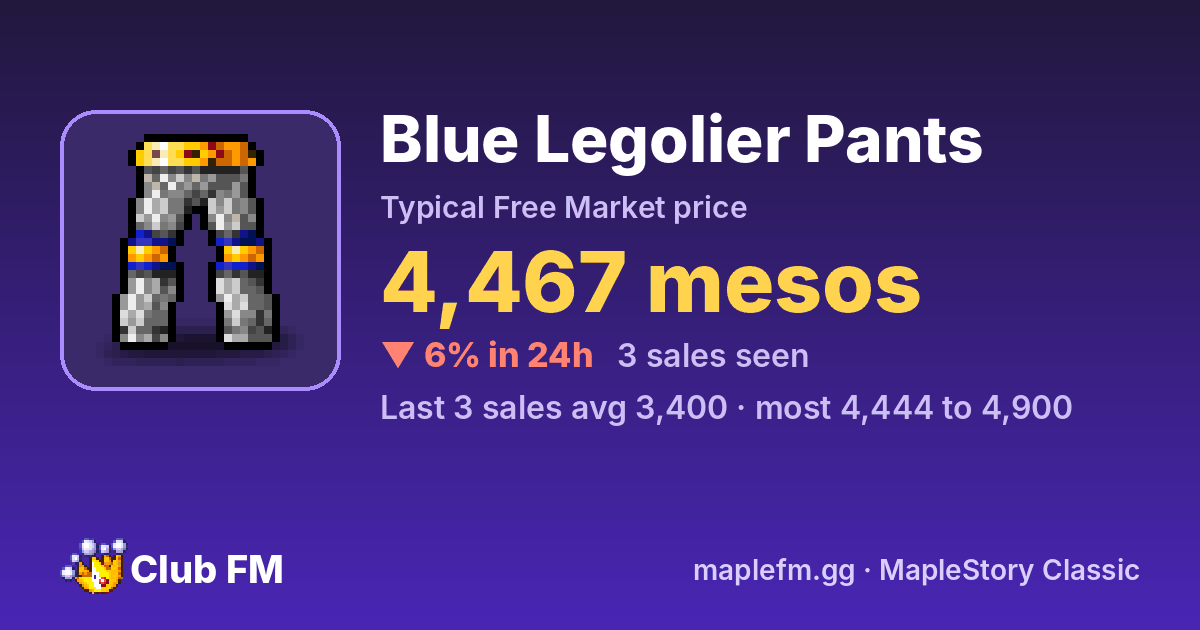 Blue Legolier Pants
Typical Free Market price
4,467 mesos
▼ 6% in 24h 3 sales seen
Last 3 sales avg 3,400 · most 4,444 to 4,900
Club FM
maplefm.gg · MapleStory Classic